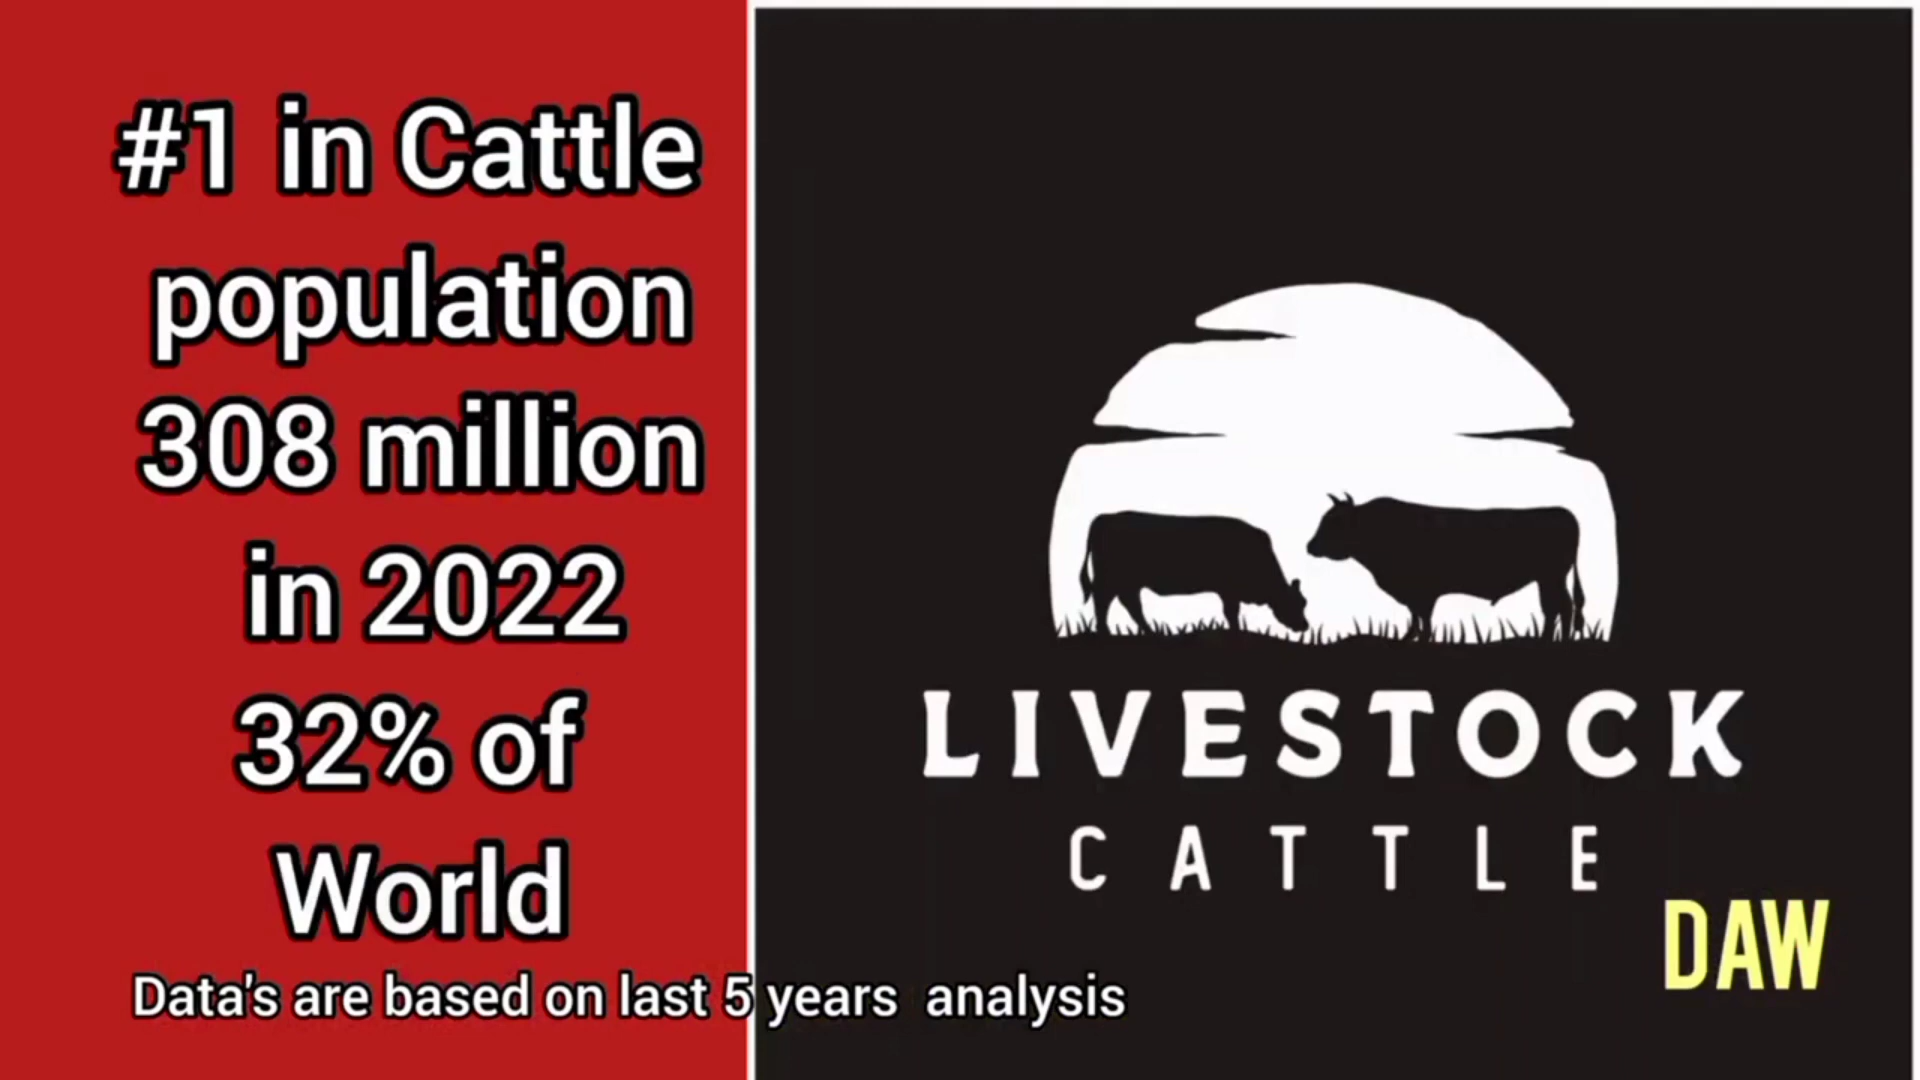 #1 in Cattle
population
308 million
in 2022
32% of
World
Data's are based on last 5 years analysis
LIVESTOCK
CATTLE
DAW